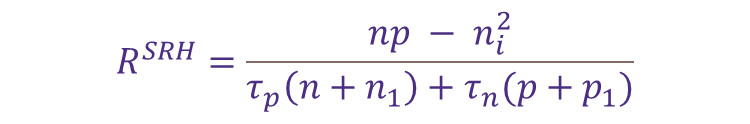 R^{SRH} = \frac{np - n_i^2}{\tau_p(n + n_1) + \tau_n(p + p_1)}